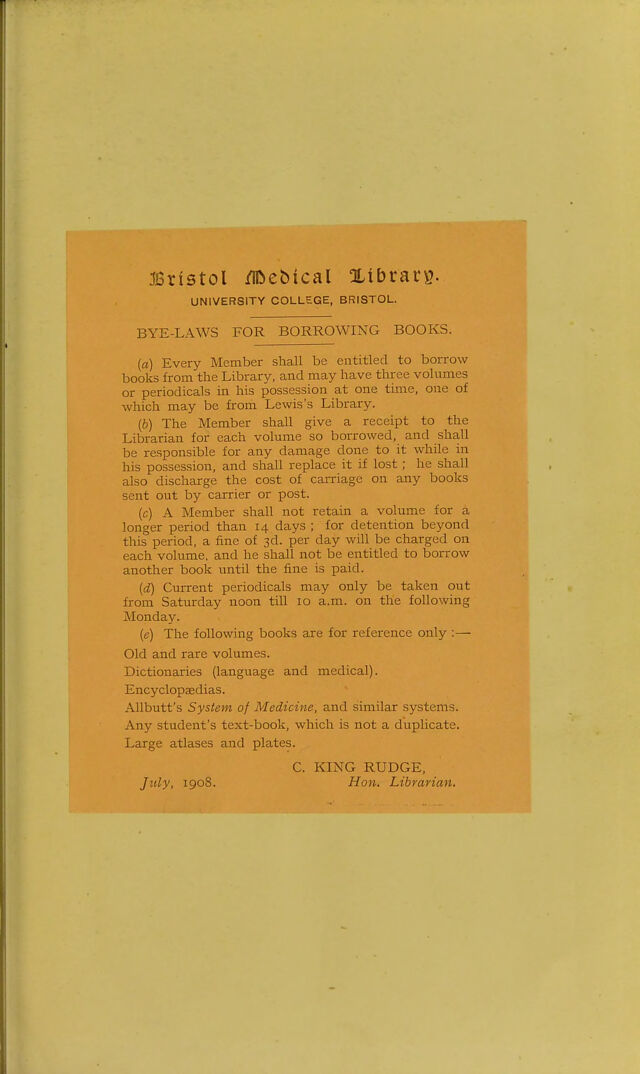 Bristol Medical Library.
UNIVERSITY COLLEGE, BRISTOL.
BYE-LAWS FOR BORROWING BOOKS.
(a) Every Member shall be entitled to borrow
books from the Library, and may have three volumes
or periodicals in his possession at one time, one of
which may be from Lewis's Library.
(b) The Member shall give a receipt to the
Librarian for each volume so borrowed, and shall
be responsible for any damage done to it while in
his possession, and shall replace it if lost ; he shall
also discharge the cost of carriage on any books
sent out by carrier or post.
(c) A Member shall not retain a volume for a
longer period than 14 days ; for detention beyond
this period, a fine of 3d. per day will be charged on
each volume, and he shall not be entitled to borrow
another book until the fine is paid.
(d) Current periodicals may only be taken out
from Saturday noon till 10 a.m. on the following
Monday.
(e) The following books are for reference only :—
Old and rare volumes.
Dictionaries (language and medical).
Encyclopædias.
Allbutt's System of Medicine, and similar systems.
Any student's text-book, which is not a duplicate.
Large atlases and plates.
C. KING RUDGE,
July, 1908. Hon. Librarian.